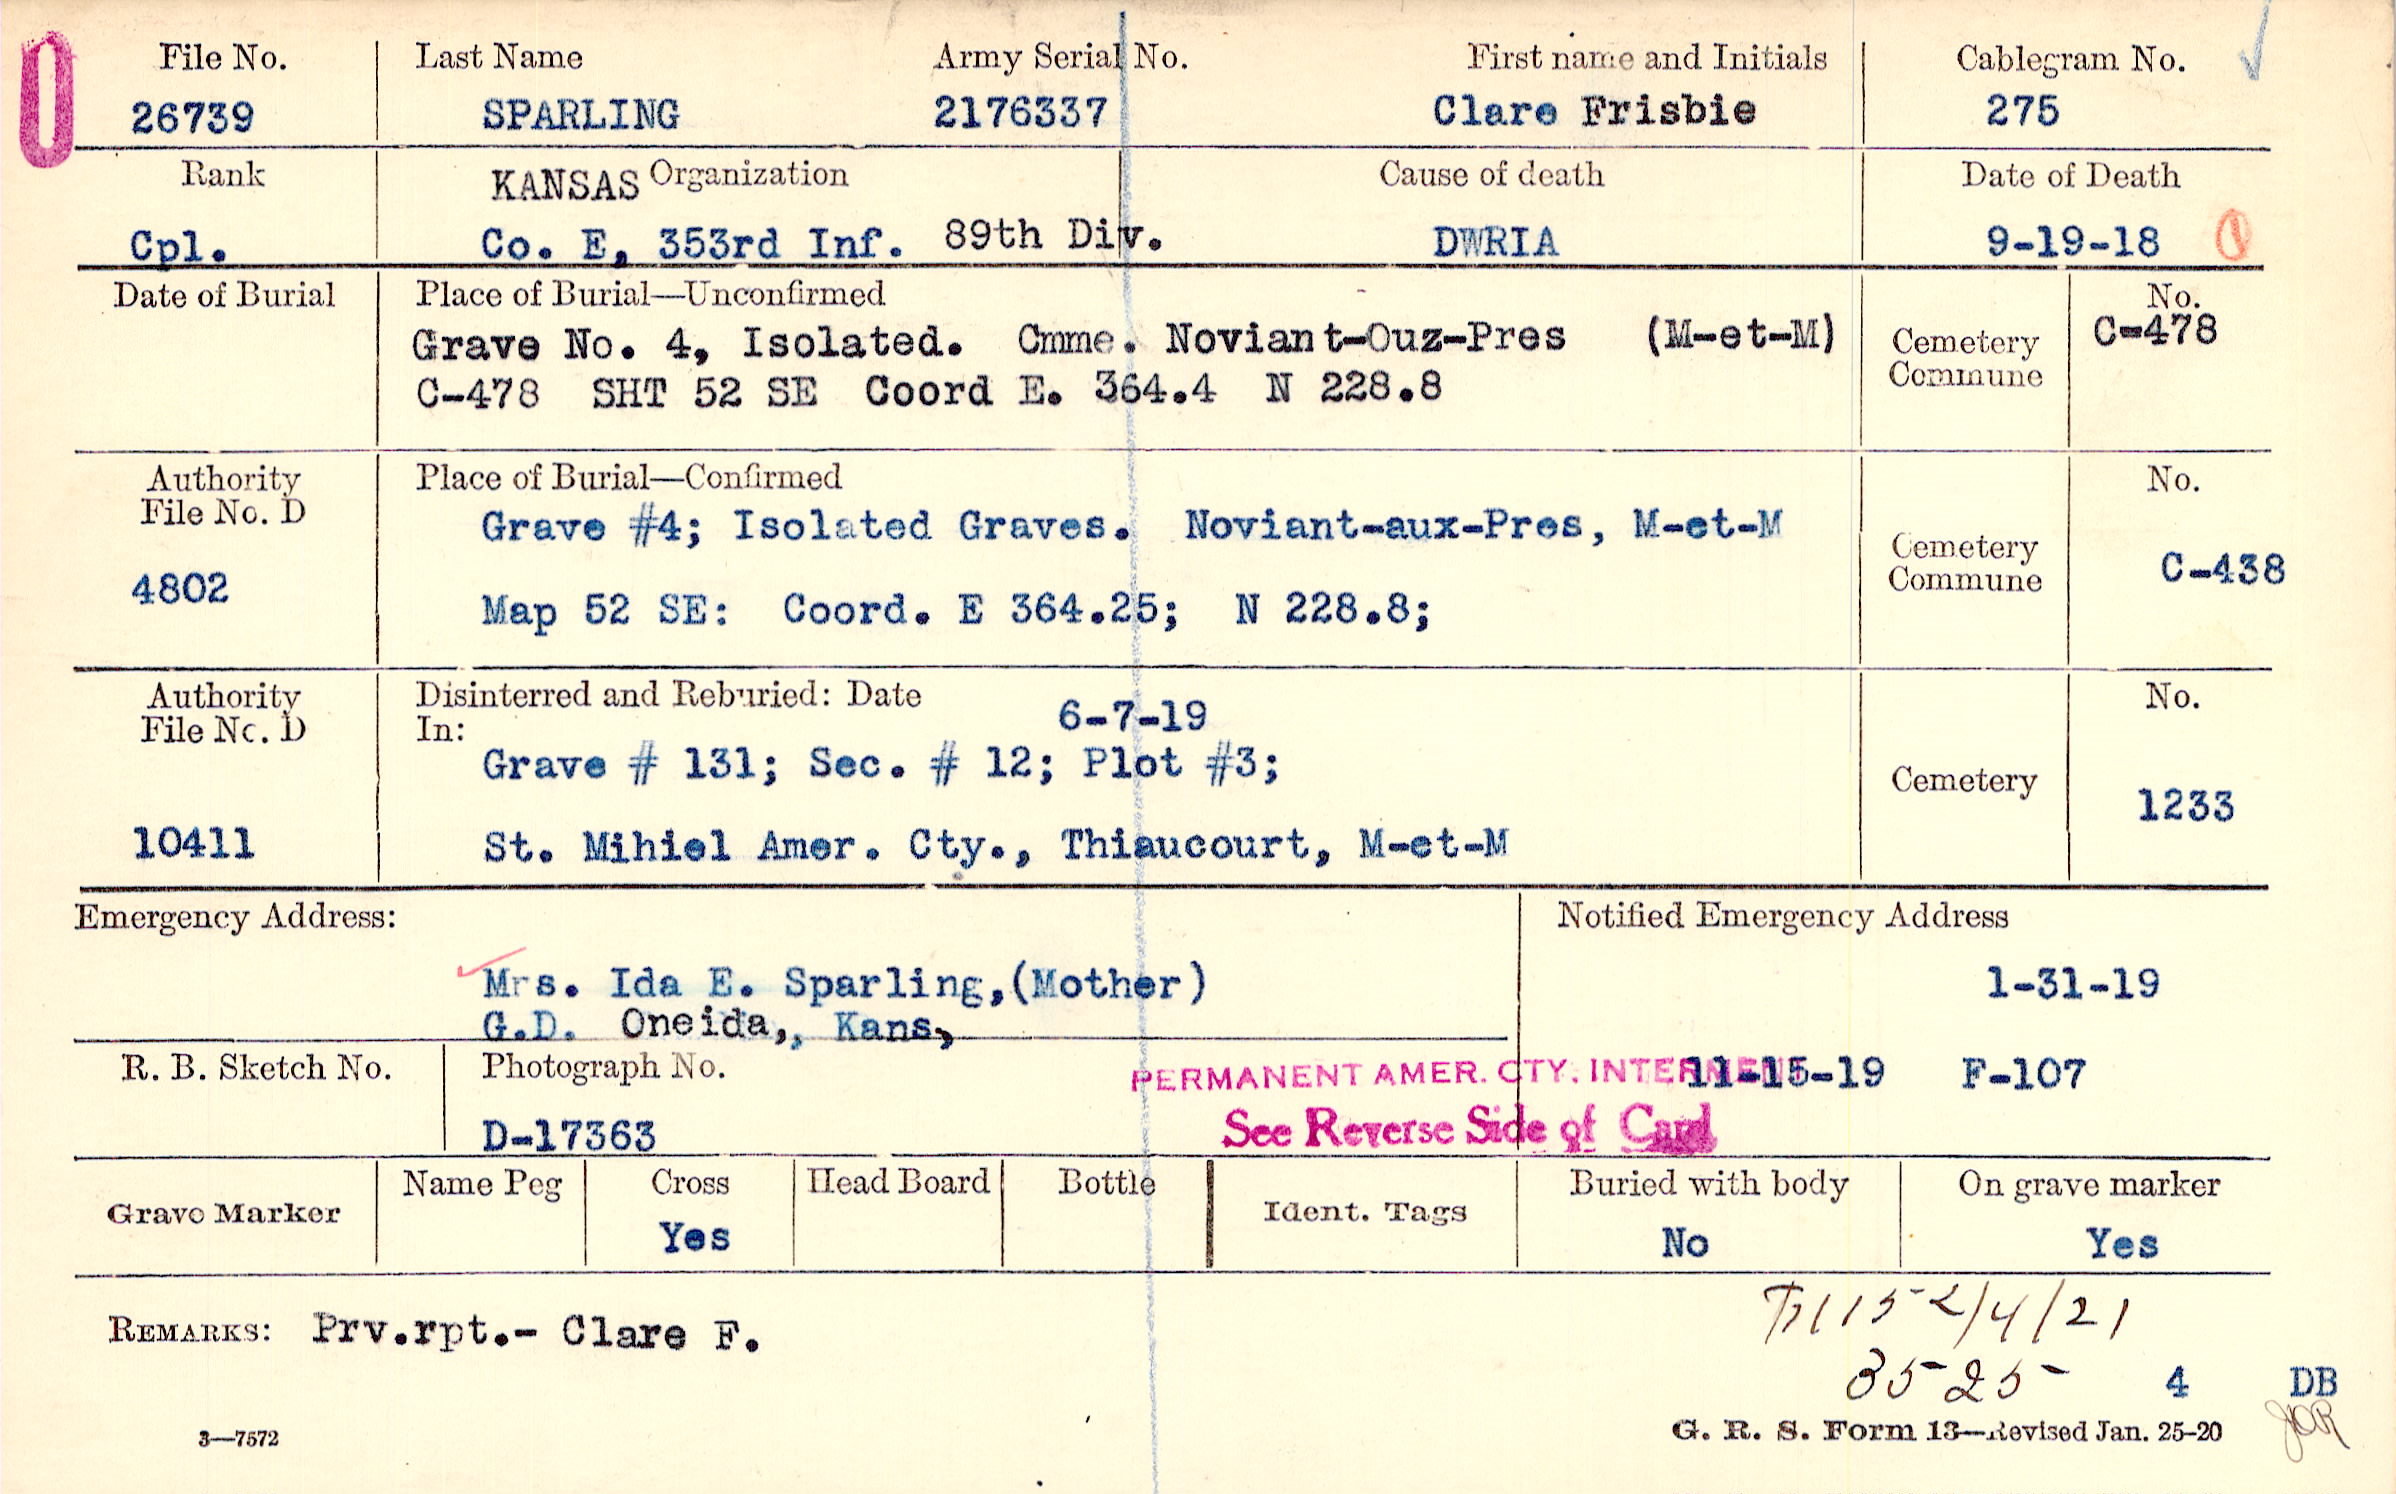 File No. Last Name Army Serial No. First name and Initials Cablegram No.
26739 SPARLING 2176337 Clare Frisbie 275
Rank KANSAS Organization Cause of death Date of Death
Cpl. Co. E, 353rd Inf. 89th Div. DWRIA 9-19-18
Date of Burial Place of Burial—Unconfirmed No.
Grave No. 4, Isolated. Cmme. Noviant-Ouz-Pres (M-et-M) Cemetery C-478
C-478 SHT 52 SE Coord E. 364.4 N 228.8 Commune
Authority Place of Burial—Confirmed No.
File No. D
Grave #4; Isolated Graves. Noviant-aux-Pres, M-et-M Cemetery
4802 Commune C-438
Map 52 SE: Coord. E 364.25; N 228.8;
Authority Disinterred and Reburied: Date 6-7-19 No.
File No. D In:
Grave # 131; Sec. # 12; Plot #3; Cemetery
1233
10411 St. Mihiel Amer. Cty., Thiaucourt, M-et-M
Emergency Address: Notified Emergency Address
Mrs. Ida E. Sparling,(Mother) 1-31-19
G.D. Oneida,, Kans,
R. B. Sketch No. Photograph No. PERMANENT AMER. CTY. INTERMENT 11-15-19 F-107
D-17363 See Reverse Side of Card
Grave Marker Name Peg Cross Head Board Bottle Ident. Tags Buried with body On grave marker
Yes No Yes
REMARKS: Prv.rpt.- Clare F.
2/4/21
3525 4 DB
3—7572 G. R. S. Form 13—Revised Jan. 25-20 JOR